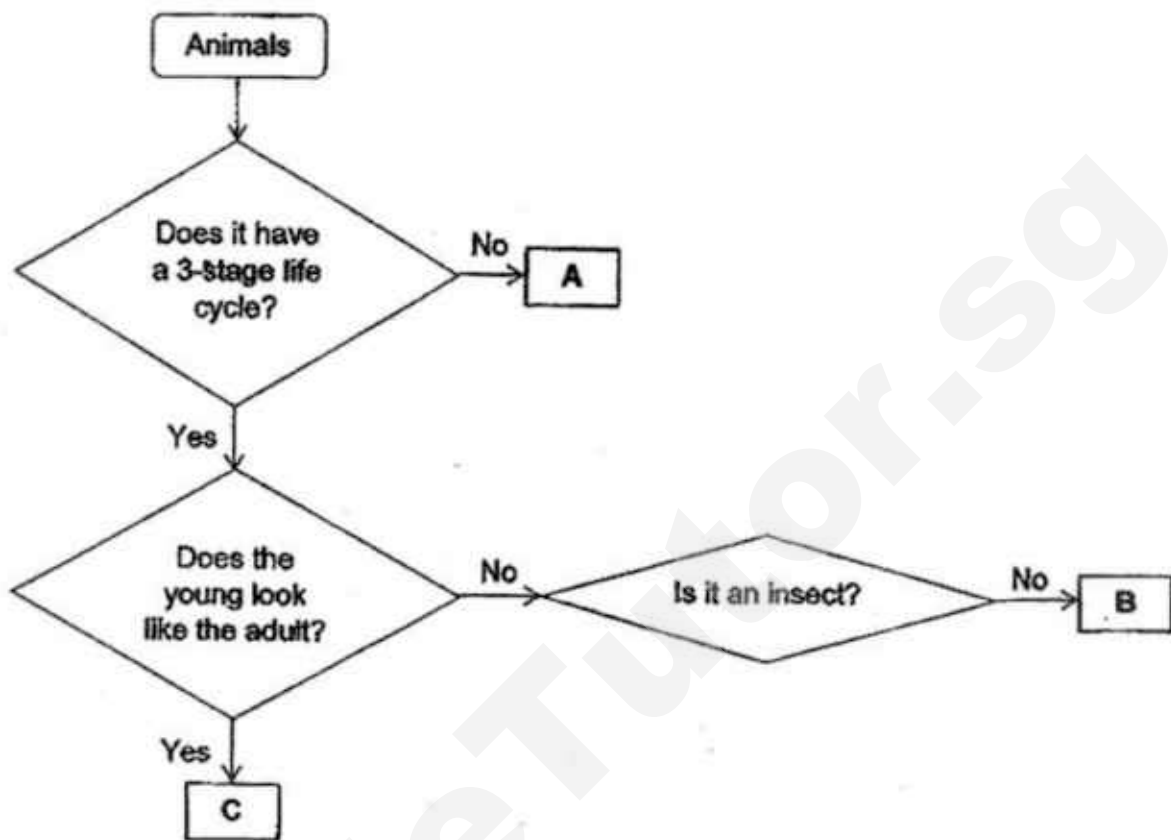 Animals
Does it have
a 3-stage life
cycle?
No
A
Yes
Does the
young look
like the adult?
No
Is it an insect?
No
B
Yes
C
eTutor.sg